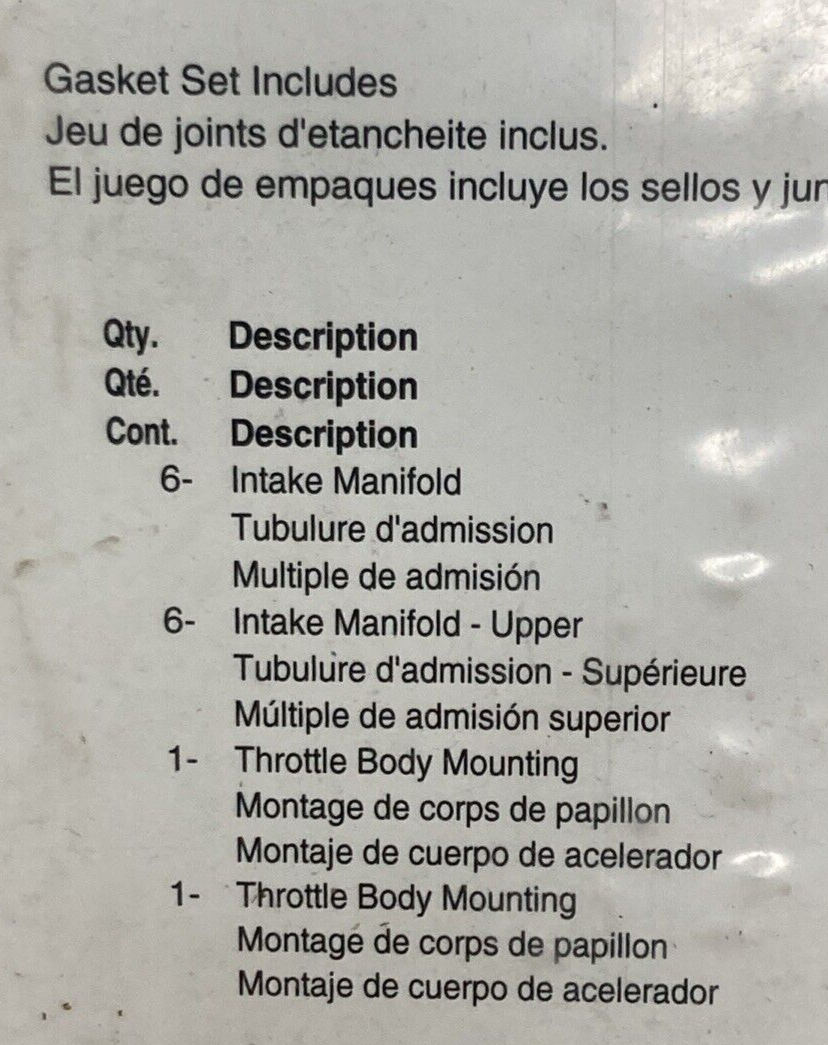 Gasket Set Includes
Jeu de joints d'etancheite inclus.
El juego de empaques incluye los sellos y
Qty. Description
Qté. Description
Cont. Description
6- Intake Manifold
Tubulure d'admission
Multiple de admisión
6- Intake Manifold - Upper
Tubulure d'admission - Supérieure
Múltiple de admisión superior
1- Throttle Body Mounting
Montage de corps de papillon
Montaje de cuerpo de acelerador
1- Throttle Body Mounting
Montage de corps de papillon
Montaje de cuerpo de acelerador